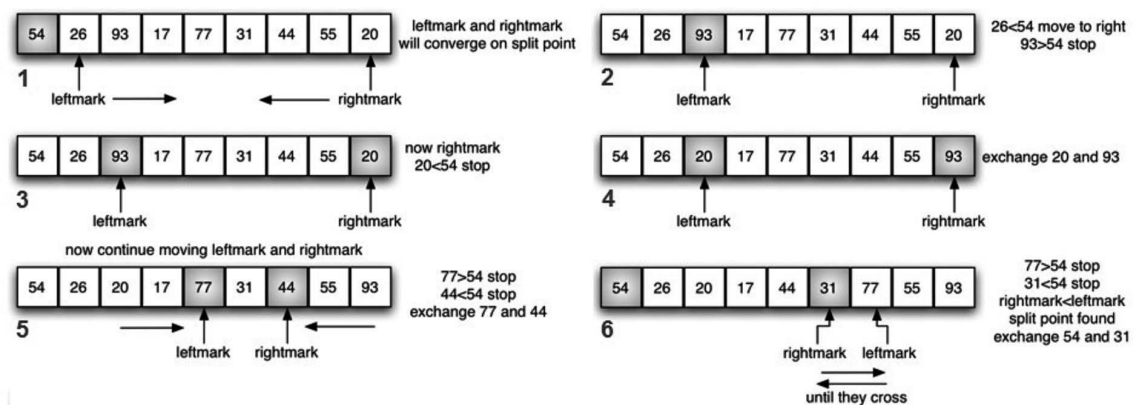 54 26 93 17 77 31 44 55 20
leftmark and rightmark
will converge on split point
1
leftmark
rightmark
54 26 93 17 77 31 44 55 20
26<54 move to right
93>54 stop
2
leftmark
rightmark
54 26 93 17 77 31 44 55 20
now rightmark
20<54 stop
3
leftmark
rightmark
54 26 20 17 77 31 44 55 93
exchange 20 and 93
4
leftmark
rightmark
now continue moving leftmark and rightmark
54 26 20 17 77 31 44 55 93
77>54 stop
44<54 stop
exchange 77 and 44
5
leftmark
rightmark
54 26 20 17 44 31 77 55 93
77>54 stop
31<54 stop
rightmark<leftmark
split point found
exchange 54 and 31
6
rightmark
leftmark
until they cross